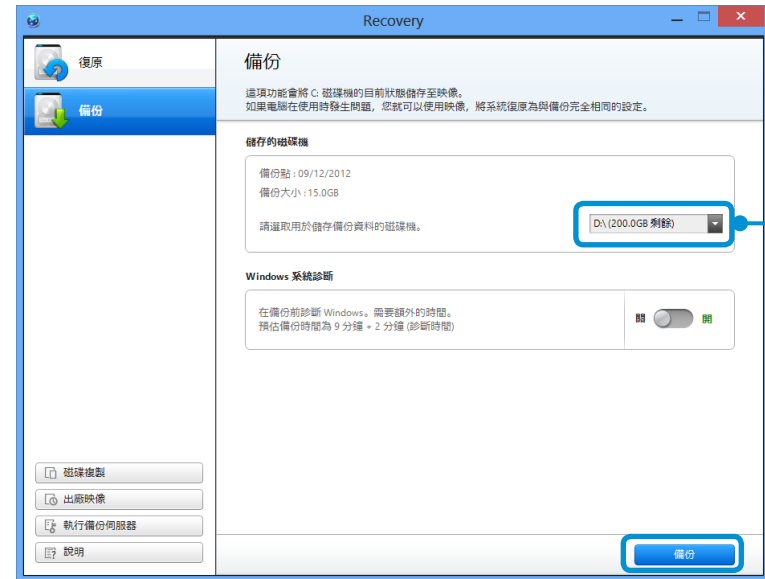 Recovery
復原
備份
備份
這項功能會將 C: 磁碟機的目前狀態儲存至映像。
如果電腦在使用時發生問題，您就可以使用映像，將系統復原為與備份完全相同的設定。
儲存的磁碟機
備份點 : 09/12/2012
備份大小 : 15.0GB
請選取用於儲存備份資料的磁碟機。
D:\ (200.0GB 剩餘)
Windows 系統診斷
在備份前診斷 Windows。需要額外的時間。
預估備份時間為 9 分鐘 + 2 分鐘 (診斷時間)
關 開
磁碟複製
出廠映像
執行備份伺服器
說明
備份